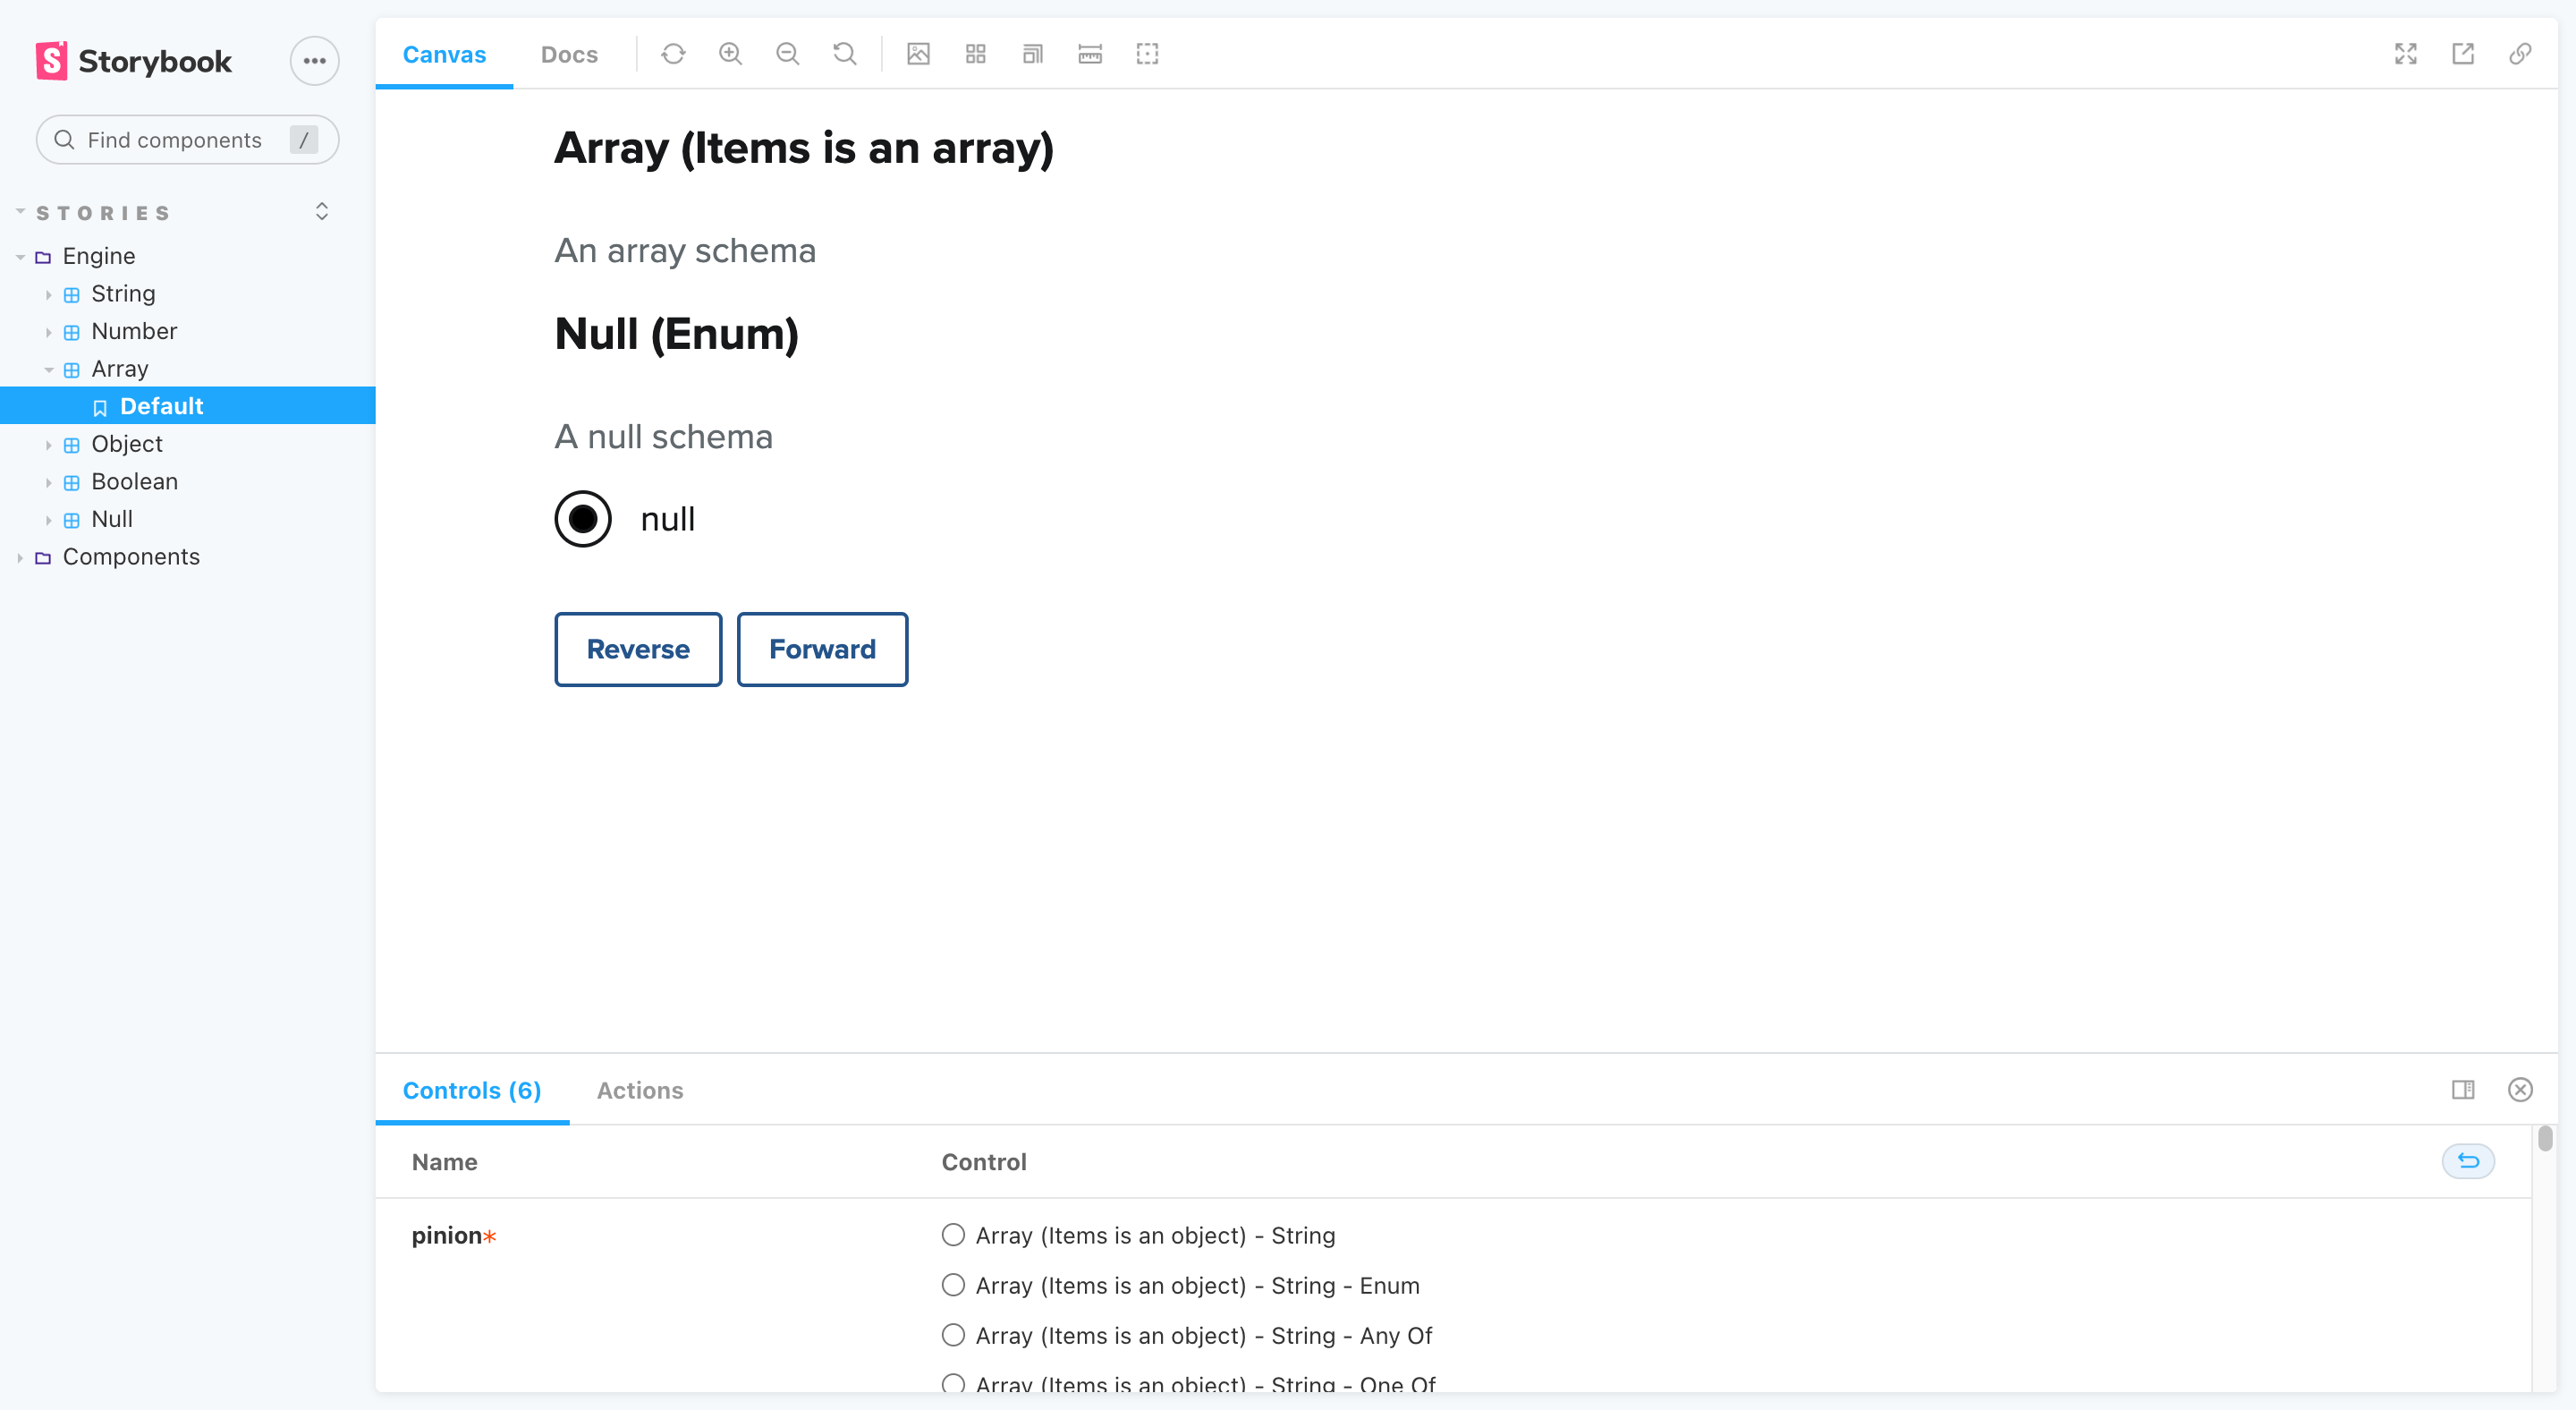 Storybook
Find components /
STORIES
Engine
String
Number
Array
Default
Object
Boolean
Null
Components
Canvas Docs
Array (Items is an array)
An array schema
Null (Enum)
A null schema
null
Reverse Forward
Controls (6) Actions
Name Control
pinion* Array (Items is an object) - String
Array (Items is an object) - String - Enum
Array (Items is an object) - String - Any Of
Array (Items is an object) - String - One Of